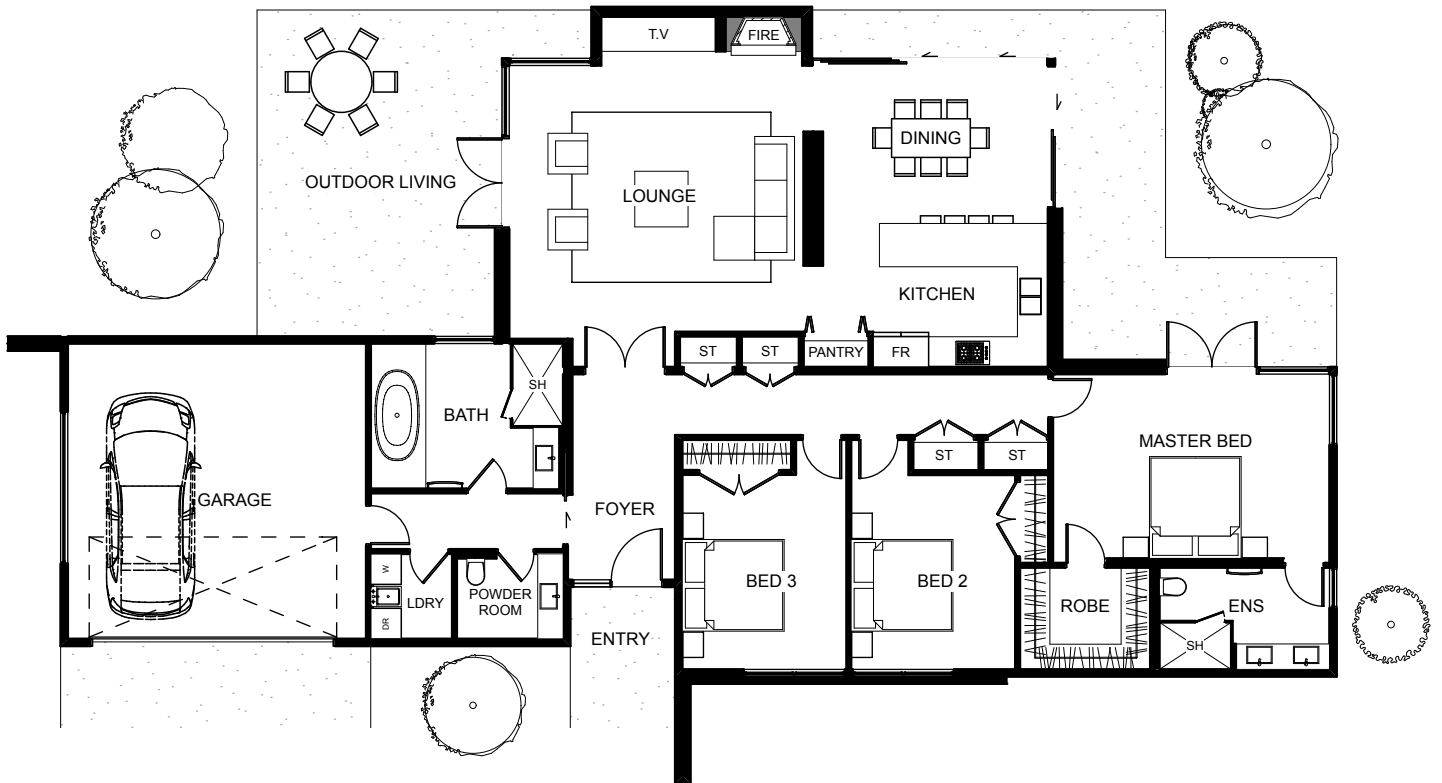 T.V
FIRE
DINING
OUTDOOR LIVING
LOUNGE
KITCHEN
ST
ST
PANTRY
FR
SH
BATH
MASTER BED
ST
ST
GARAGE
FOYER
W
LDRY
POWDER
ROOM
BED 3
BED 2
ROBE
ENS
DR
ENTRY
SH